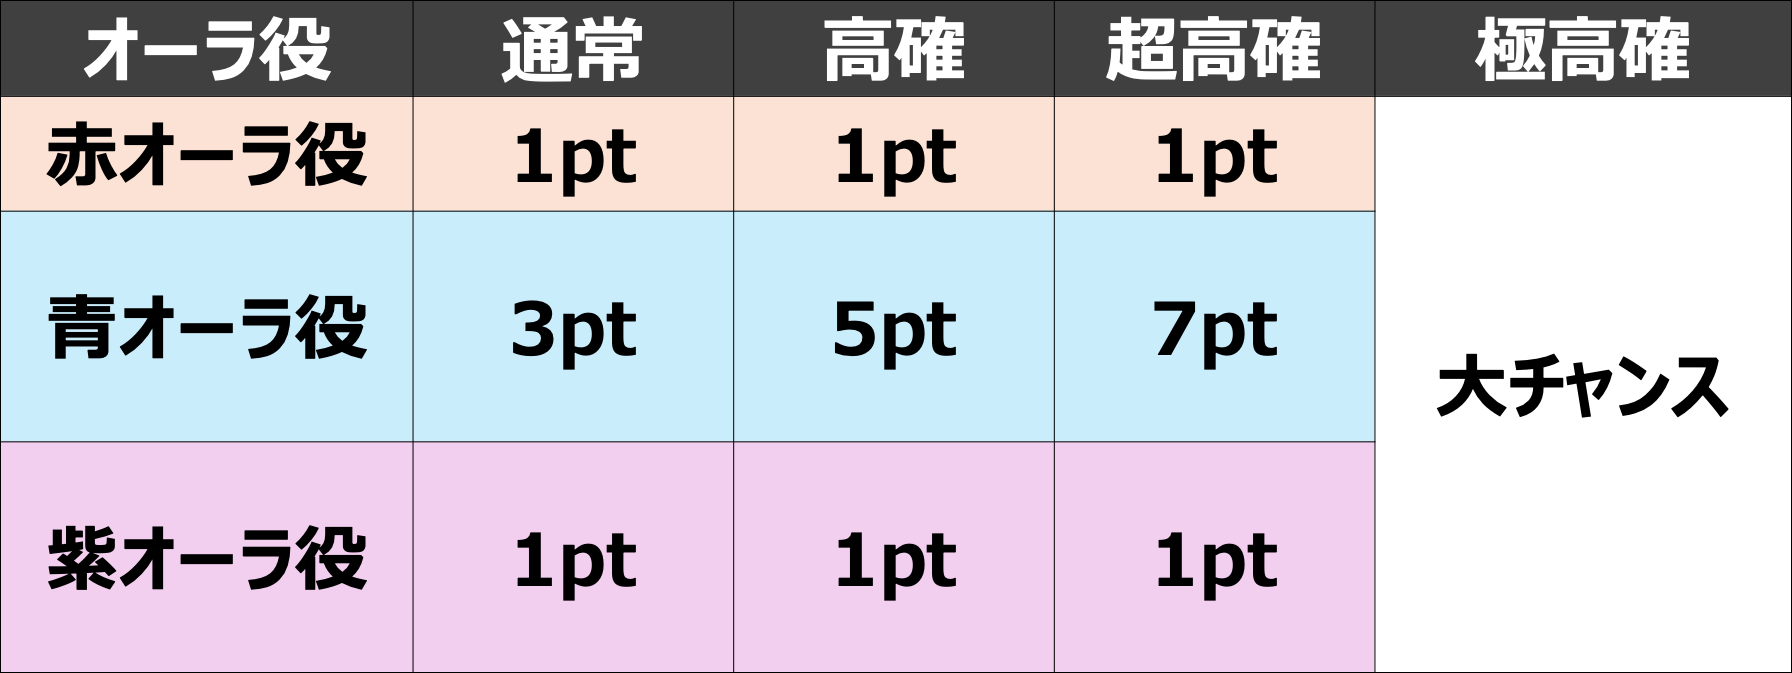 オーラ役 通常 高確 超高確 極高確
赤オーラ役 1pt 1pt 1pt
青オーラ役 3pt 5pt 7pt
大チャンス
紫オーラ役 1pt 1pt 1pt